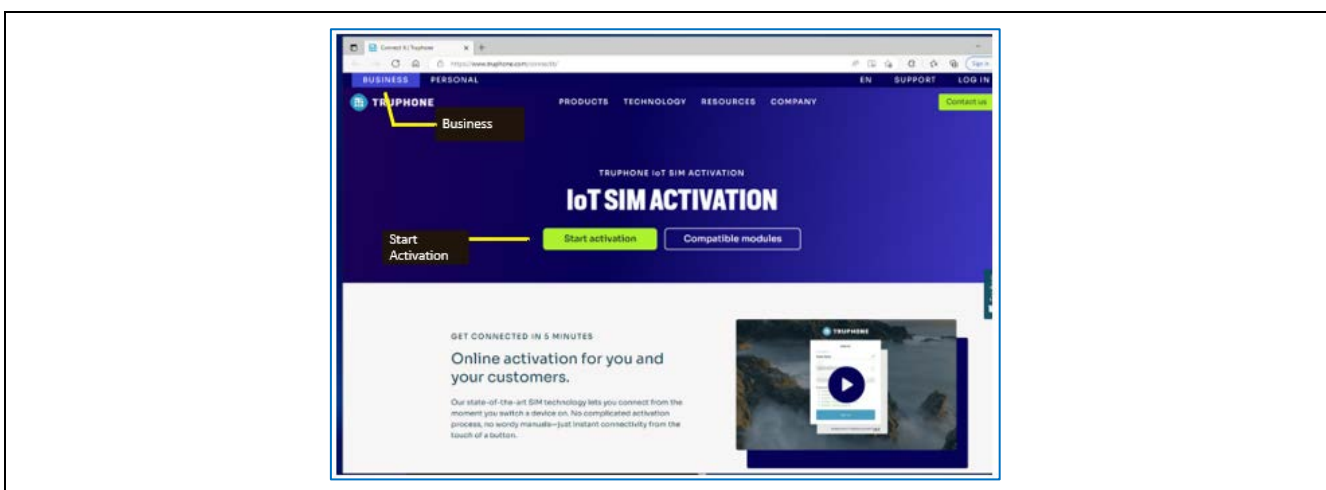 Connect It | Truphone
https://www.truphone.com/connectit/
BUSINESS PERSONAL EN SUPPORT LOG IN
TRUPHONE PRODUCTS TECHNOLOGY RESOURCES COMPANY Contact us
Business
TRUPHONE IoT SIM ACTIVATION
IoT SIM ACTIVATION
Start activation Compatible modules
Start
Activation
GET CONNECTED IN 5 MINUTES
Online activation for you and
your customers.
Our state-of-the-art SIM technology lets you connect from the
moment you switch a device on. No complicated activation
process, no wordy manuals—just instant connectivity from the
touch of a button.
TRUPHONE